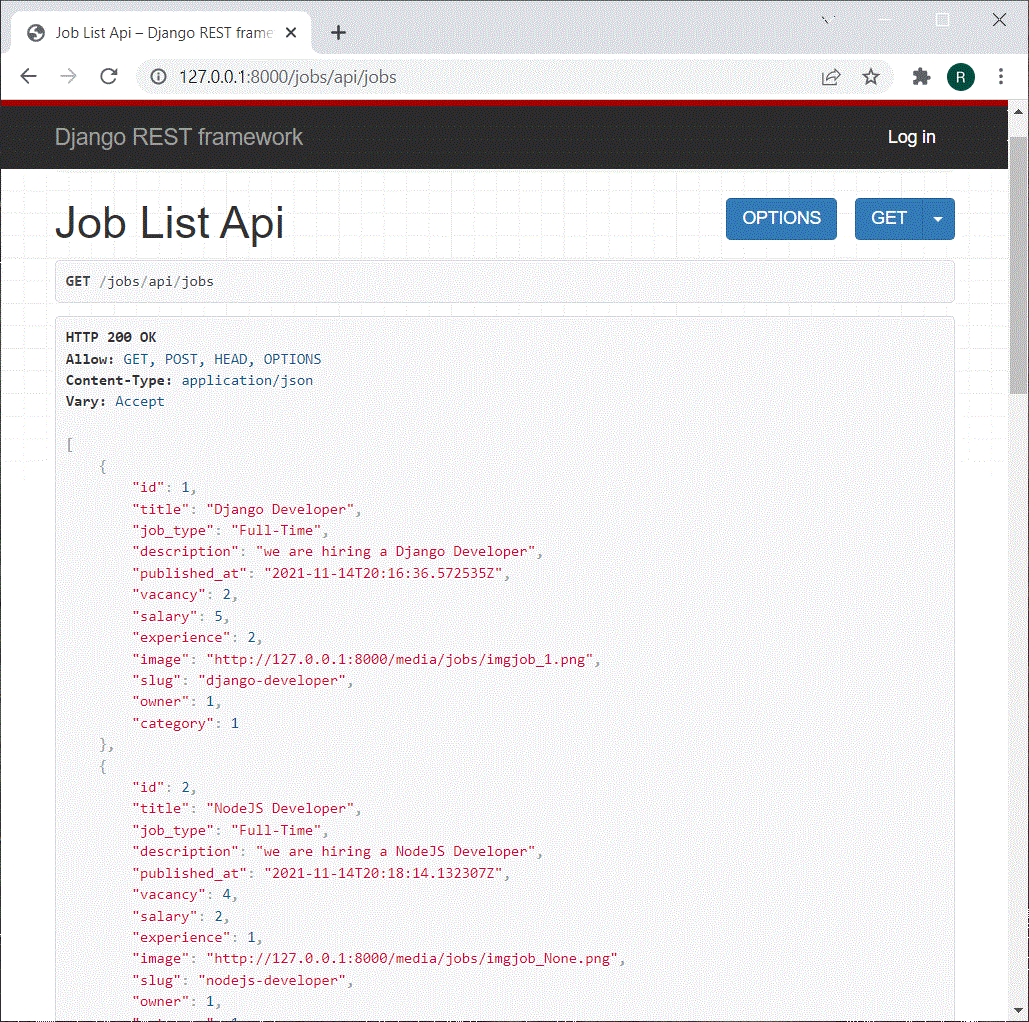 Job List Api – Django REST frame
127.0.0.1:8000/jobs/api/jobs
R
Django REST framework
Log in
Job List Api
OPTIONS
GET
GET /jobs/api/jobs
HTTP 200 OK
Allow: GET, POST, HEAD, OPTIONS
Content-Type: application/json
Vary: Accept
[
{
"id": 1,
"title": "Django Developer",
"job_type": "Full-Time",
"description": "we are hiring a Django Developer",
"published_at": "2021-11-14T20:16:36.572535Z",
"vacancy": 2,
"salary": 5,
"experience": 2,
"image": "http://127.0.0.1:8000/media/jobs/imgjob_1.png",
"slug": "django-developer",
"owner": 1,
"category": 1
},
{
"id": 2,
"title": "NodeJS Developer",
"job_type": "Full-Time",
"description": "we are hiring a NodeJS Developer",
"published_at": "2021-11-14T20:18:14.132307Z",
"vacancy": 4,
"salary": 2,
"experience": 1,
"image": "http://127.0.0.1:8000/media/jobs/imgjob_None.png",
"slug": "nodejs-developer",
"owner": 1,